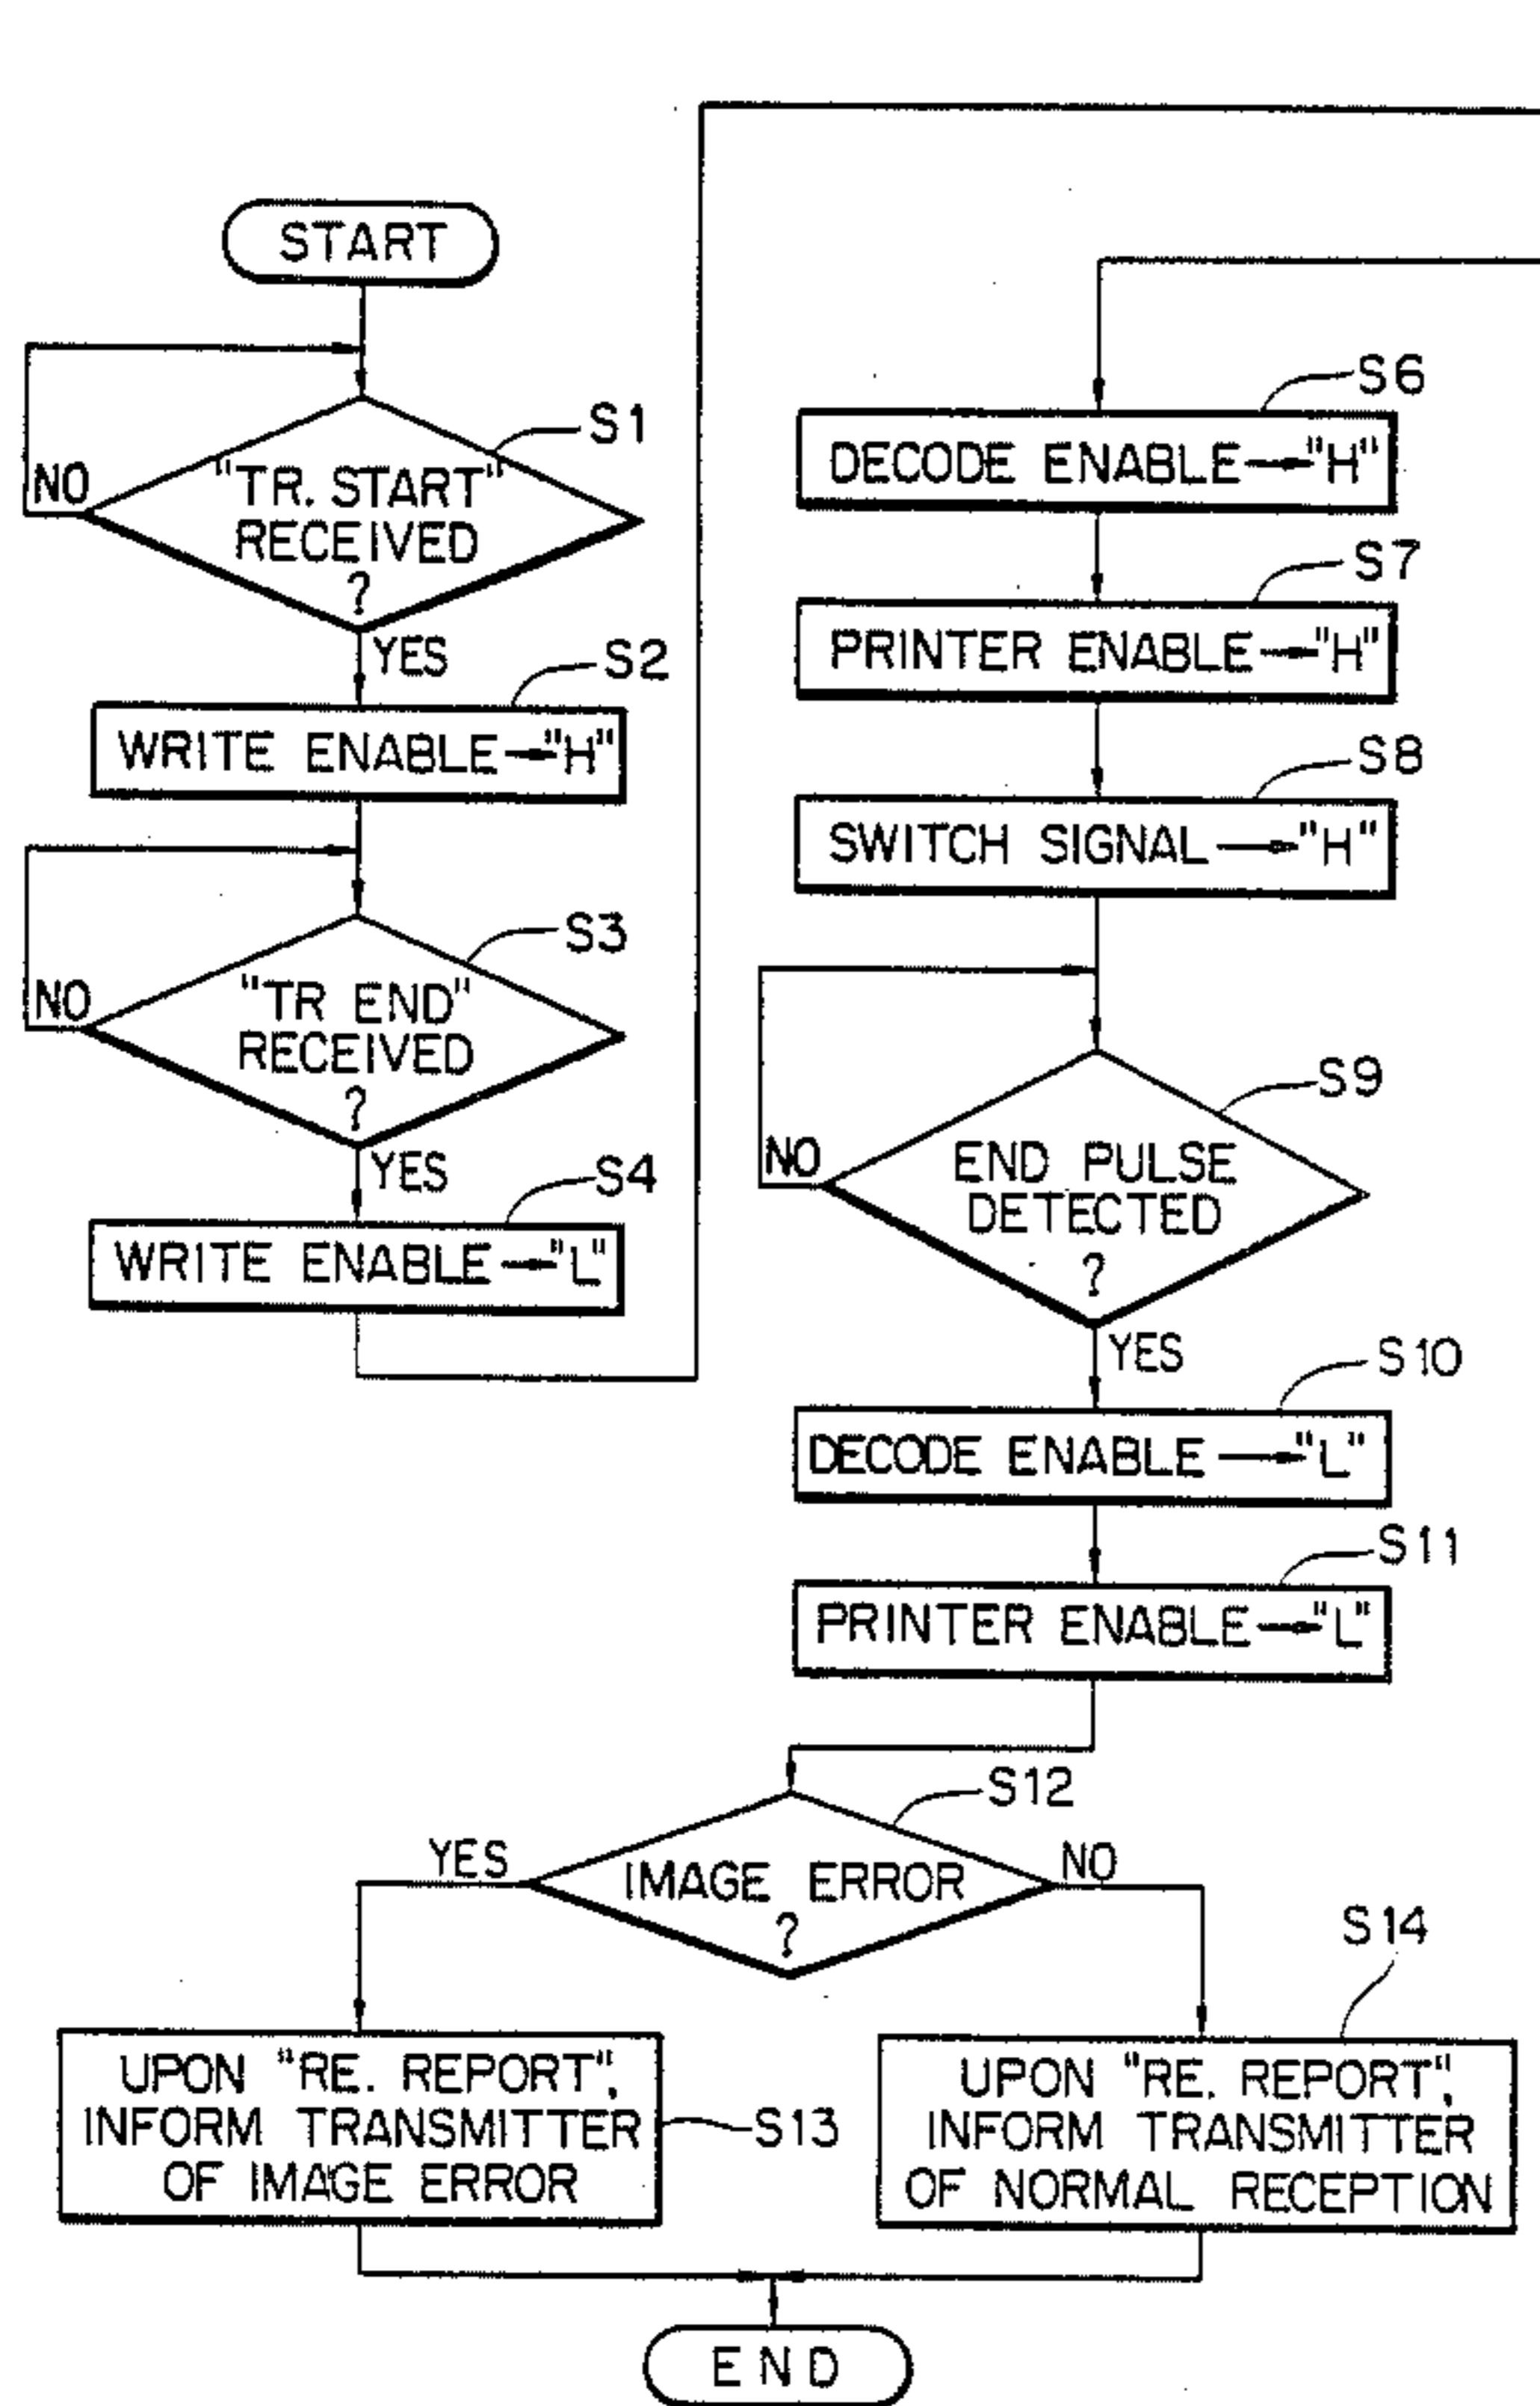 START
S1
NO
"TR. START"
RECEIVED
?
YES
S2
WRITE ENABLE→"H"
S3
NO
"TR END"
RECEIVED
?
YES
S4
WRITE ENABLE→"L"
S6
DECODE ENABLE→"H"
S7
PRINTER ENABLE→"H"
S8
SWITCH SIGNAL→"H"
S9
NO
END PULSE
DETECTED
?
YES
S10
DECODE ENABLE→"L"
S11
PRINTER ENABLE→"L"
S12
YES
IMAGE ERROR
?
NO
UPON "RE. REPORT",
INFORM TRANSMITTER
OF IMAGE ERROR
S13
S14
UPON "RE. REPORT",
INFORM TRANSMITTER
OF NORMAL RECEPTION
END